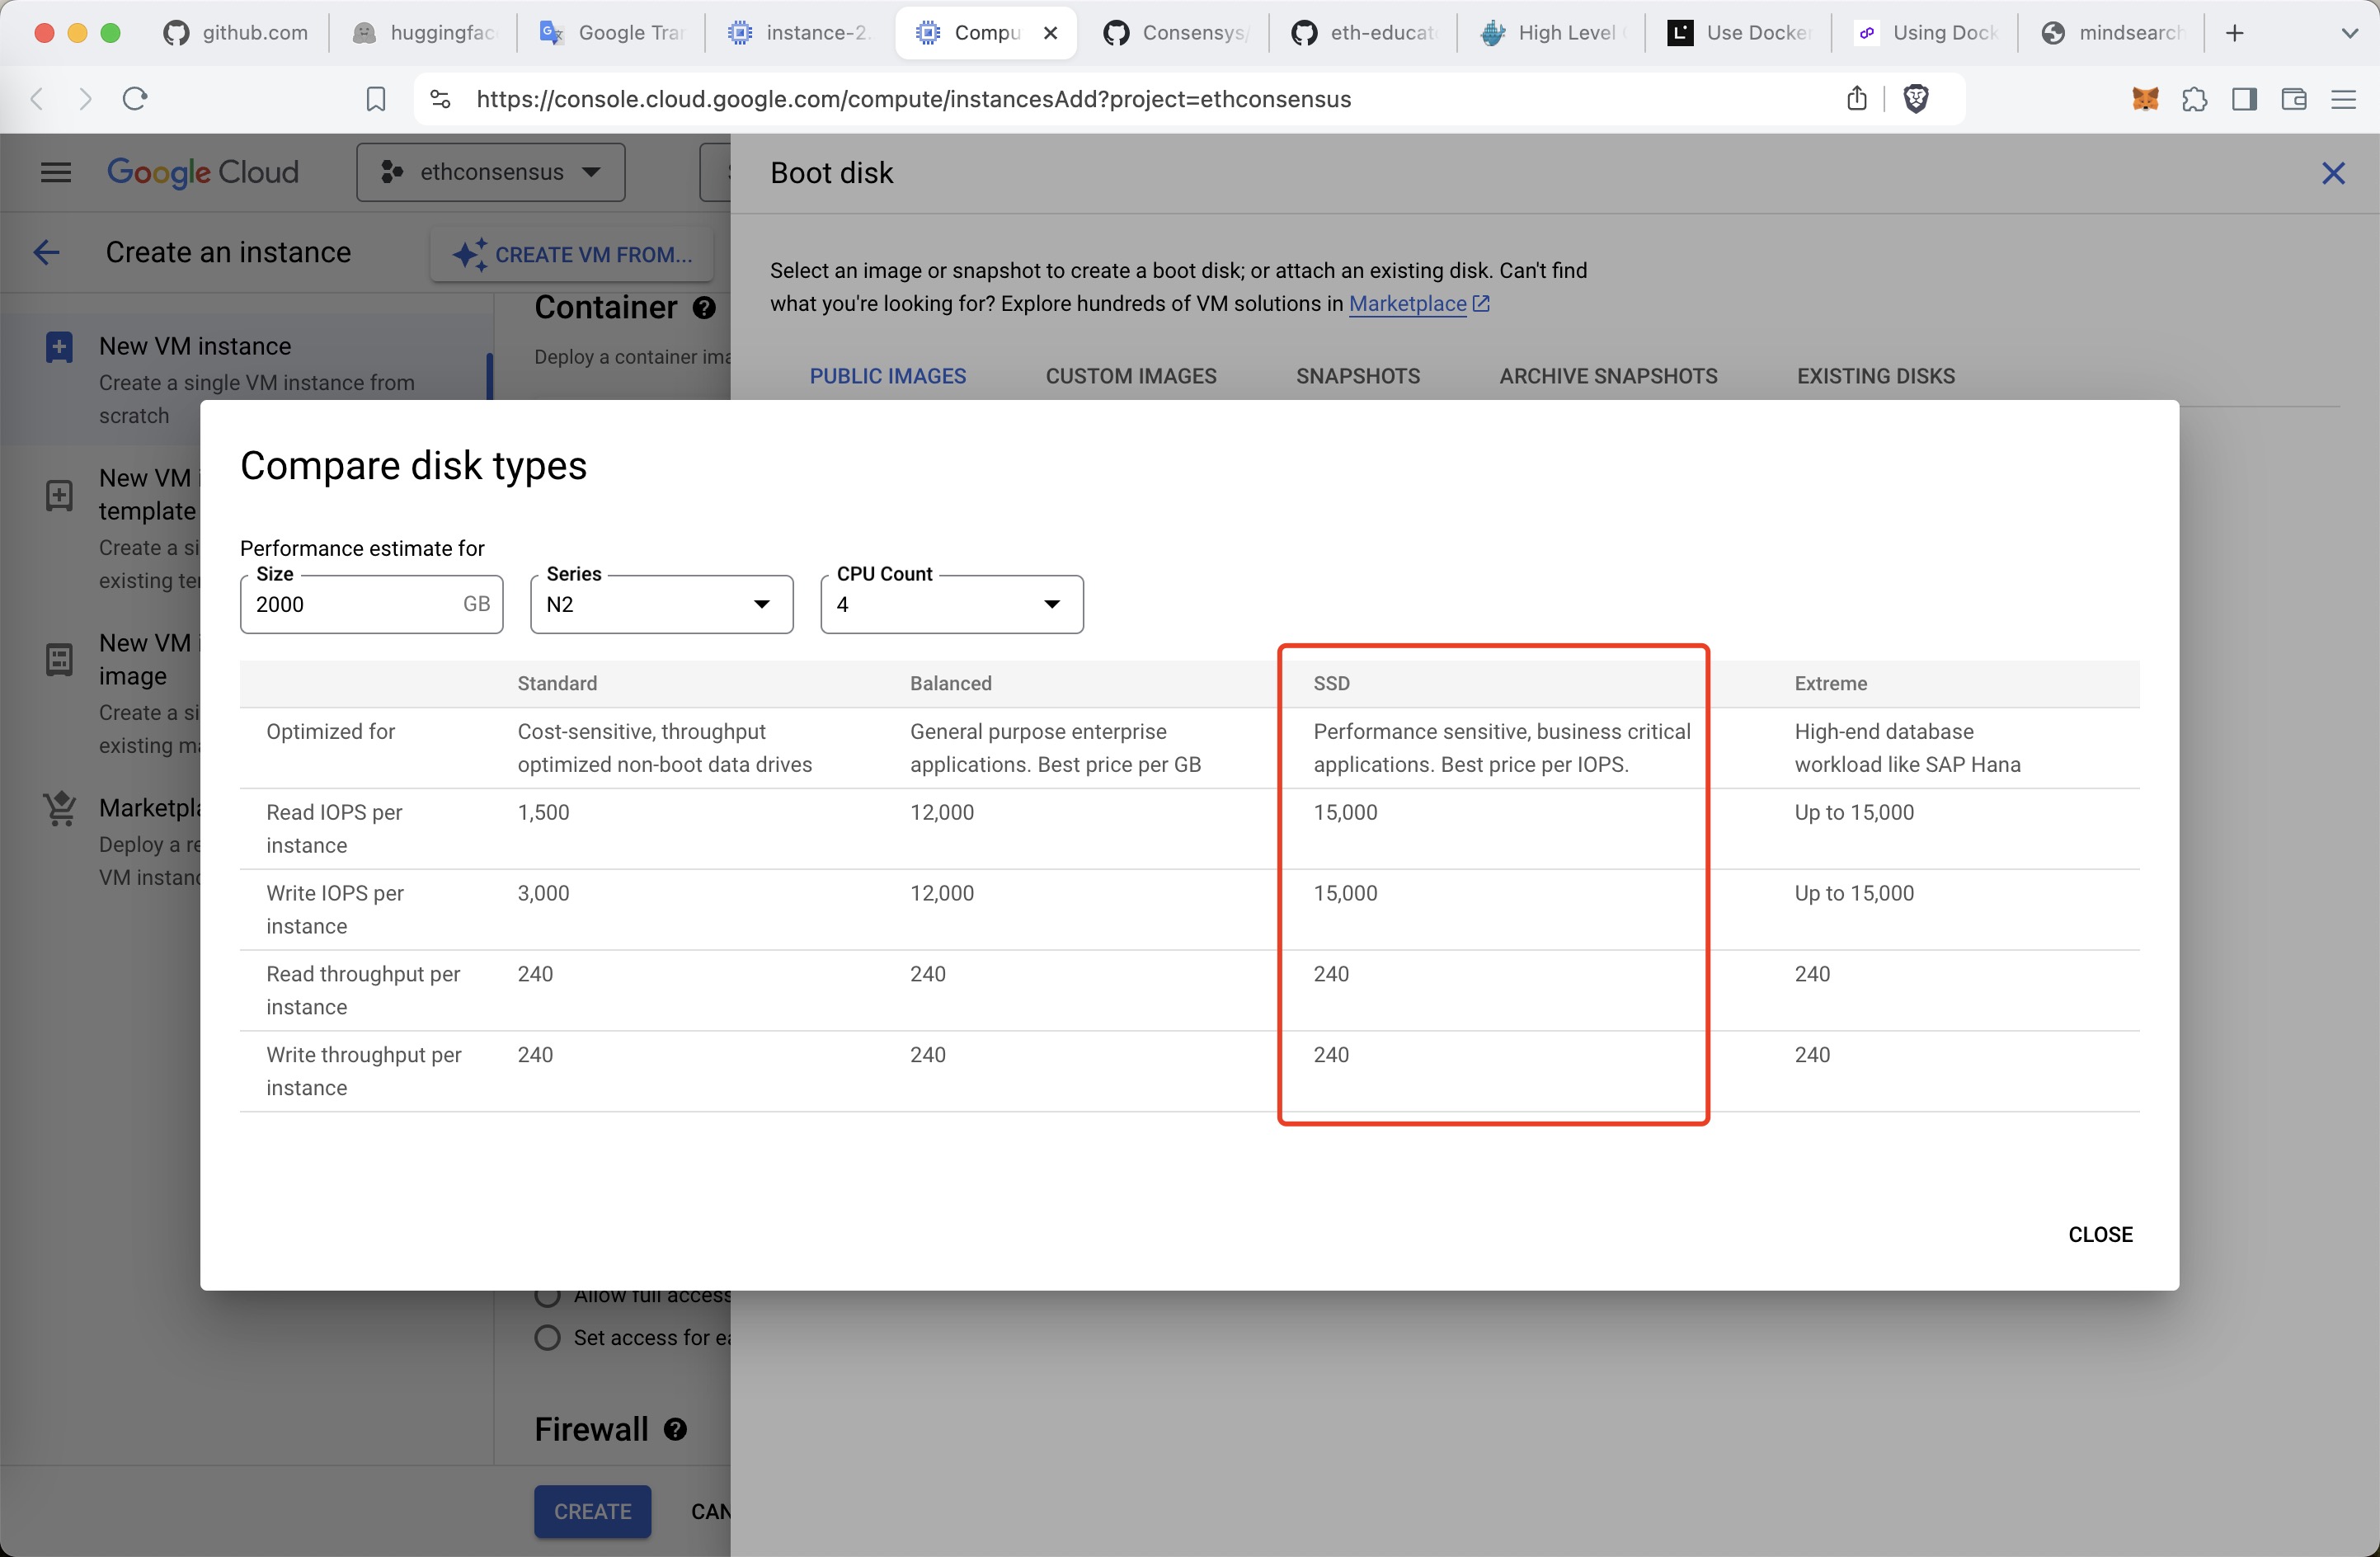 github.com
huggingfac
Google Tran
instance-2.
Compu
Consensys/
eth-educat
High Level
Use Docker
Using Dock
mindsearch
https://console.cloud.google.com/compute/instancesAdd?project=ethconsensus
Google Cloud
ethconsensus
Boot disk
Create an instance
CREATE VM FROM...
Select an image or snapshot to create a boot disk; or attach an existing disk. Can't find
what you're looking for? Explore hundreds of VM solutions in Marketplace
PUBLIC IMAGES
CUSTOM IMAGES
SNAPSHOTS
ARCHIVE SNAPSHOTS
EXISTING DISKS
Container
Deploy a container ima
New VM instance
Create a single VM instance from
scratch
New VM i
template
Create a si
existing te
New VM i
image
Create a si
existing ma
Marketpla
Deploy a re
VM instanc
Compare disk types
Performance estimate for
Size
2000 GB
Series
N2
CPU Count
4
Standard Balanced SSD Extreme
Optimized for
Cost-sensitive, throughput
optimized non-boot data drives
General purpose enterprise
applications. Best price per GB
Performance sensitive, business critical
applications. Best price per IOPS.
High-end database
workload like SAP Hana
Read IOPS per
instance
1,500 12,000 15,000 Up to 15,000
Write IOPS per
instance
3,000 12,000 15,000 Up to 15,000
Read throughput per
instance
240 240 240 240
Write throughput per
instance
240 240 240 240
CLOSE
Allow full access
Set access for ea
Firewall
CREATE
CAN